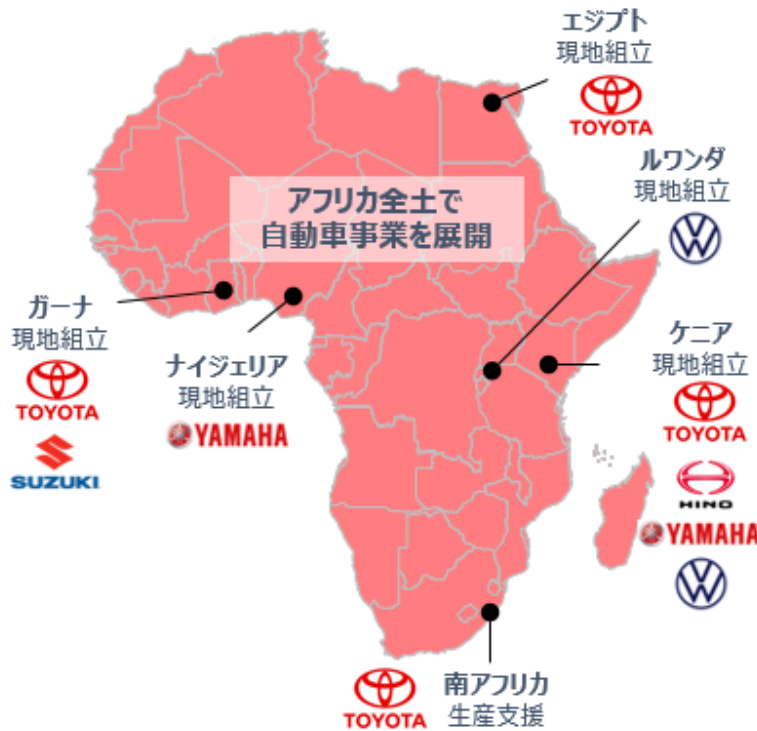 エジプト
現地組立
TOYOTA
ルワンダ
現地組立
アフリカ全土で
自動車事業を展開
ガーナ
現地組立
TOYOTA
SUZUKI
ナイジェリア
現地組立
YAMAHA
ケニア
現地組立
TOYOTA
HINO
YAMAHA
TOYOTA
南アフリカ
生産支援